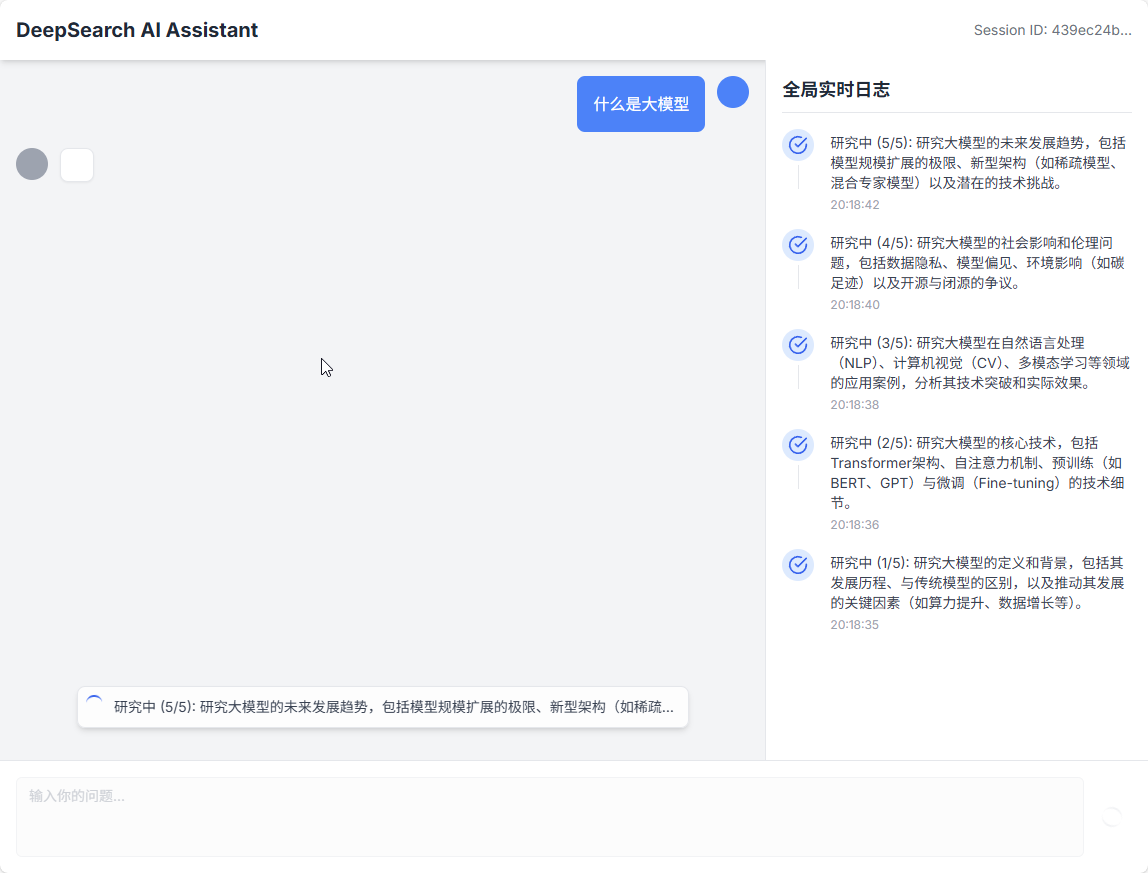 DeepSearch AI Assistant
Session ID: 439ec24b...
什么是大模型
全局实时日志
研究中 (5/5): 研究大模型的未来发展趋势，包括
模型规模扩展的极限、新型架构（如稀疏模型、
混合专家模型）以及潜在的技术挑战。
20:18:42
研究中 (4/5): 研究大模型的社会影响和伦理问
题，包括数据隐私、模型偏见、环境影响（如碳
足迹）以及开源与闭源的争议。
20:18:40
研究中 (3/5): 研究大模型在自然语言处理
（NLP）、计算机视觉（CV）、多模态学习等领域
的应用案例，分析其技术突破和实际效果。
20:18:38
研究中 (2/5): 研究大模型的核心技术，包括
Transformer架构、自注意力机制、预训练（如
BERT、GPT）与微调（Fine-tuning）的技术细
节。
20:18:36
研究中 (1/5): 研究大模型的定义和背景，包括其
发展历程、与传统模型的区别，以及推动其发展
的关键因素（如算力提升、数据增长等）。
20:18:35
研究中 (5/5): 研究大模型的未来发展趋势，包括模型规模扩展的极限、新型架构（如稀疏...
输入你的问题...